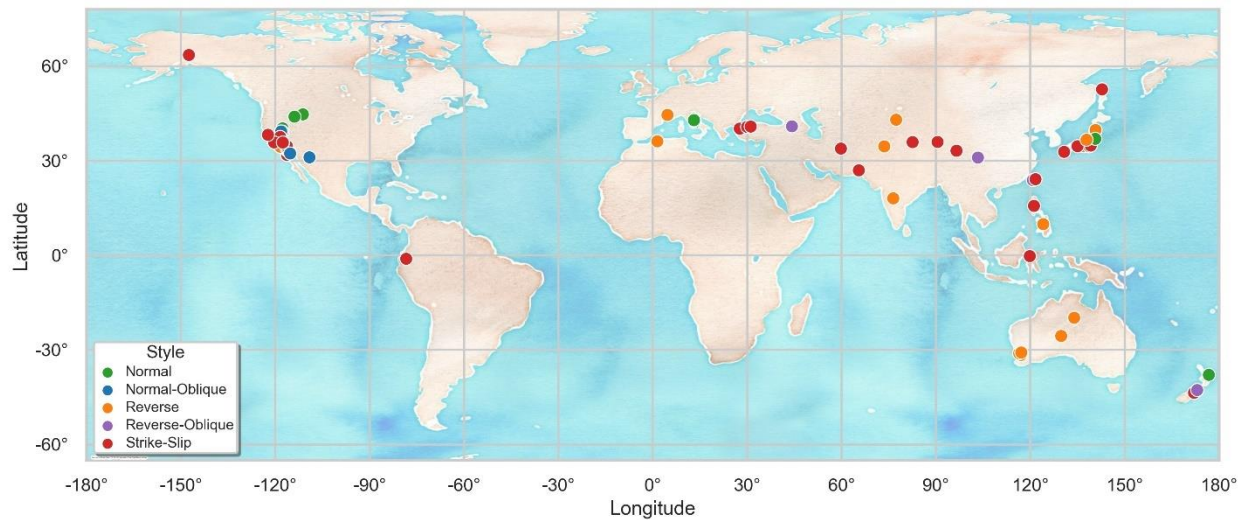 60°
30°
0°
-30°
-60°
Latitude
Style
Normal
Normal-Oblique
Reverse
Reverse-Oblique
Strike-Slip
-180° -150° -120° -90° -60° -30° 0° 30° 60° 90° 120° 150° 180°
Longitude